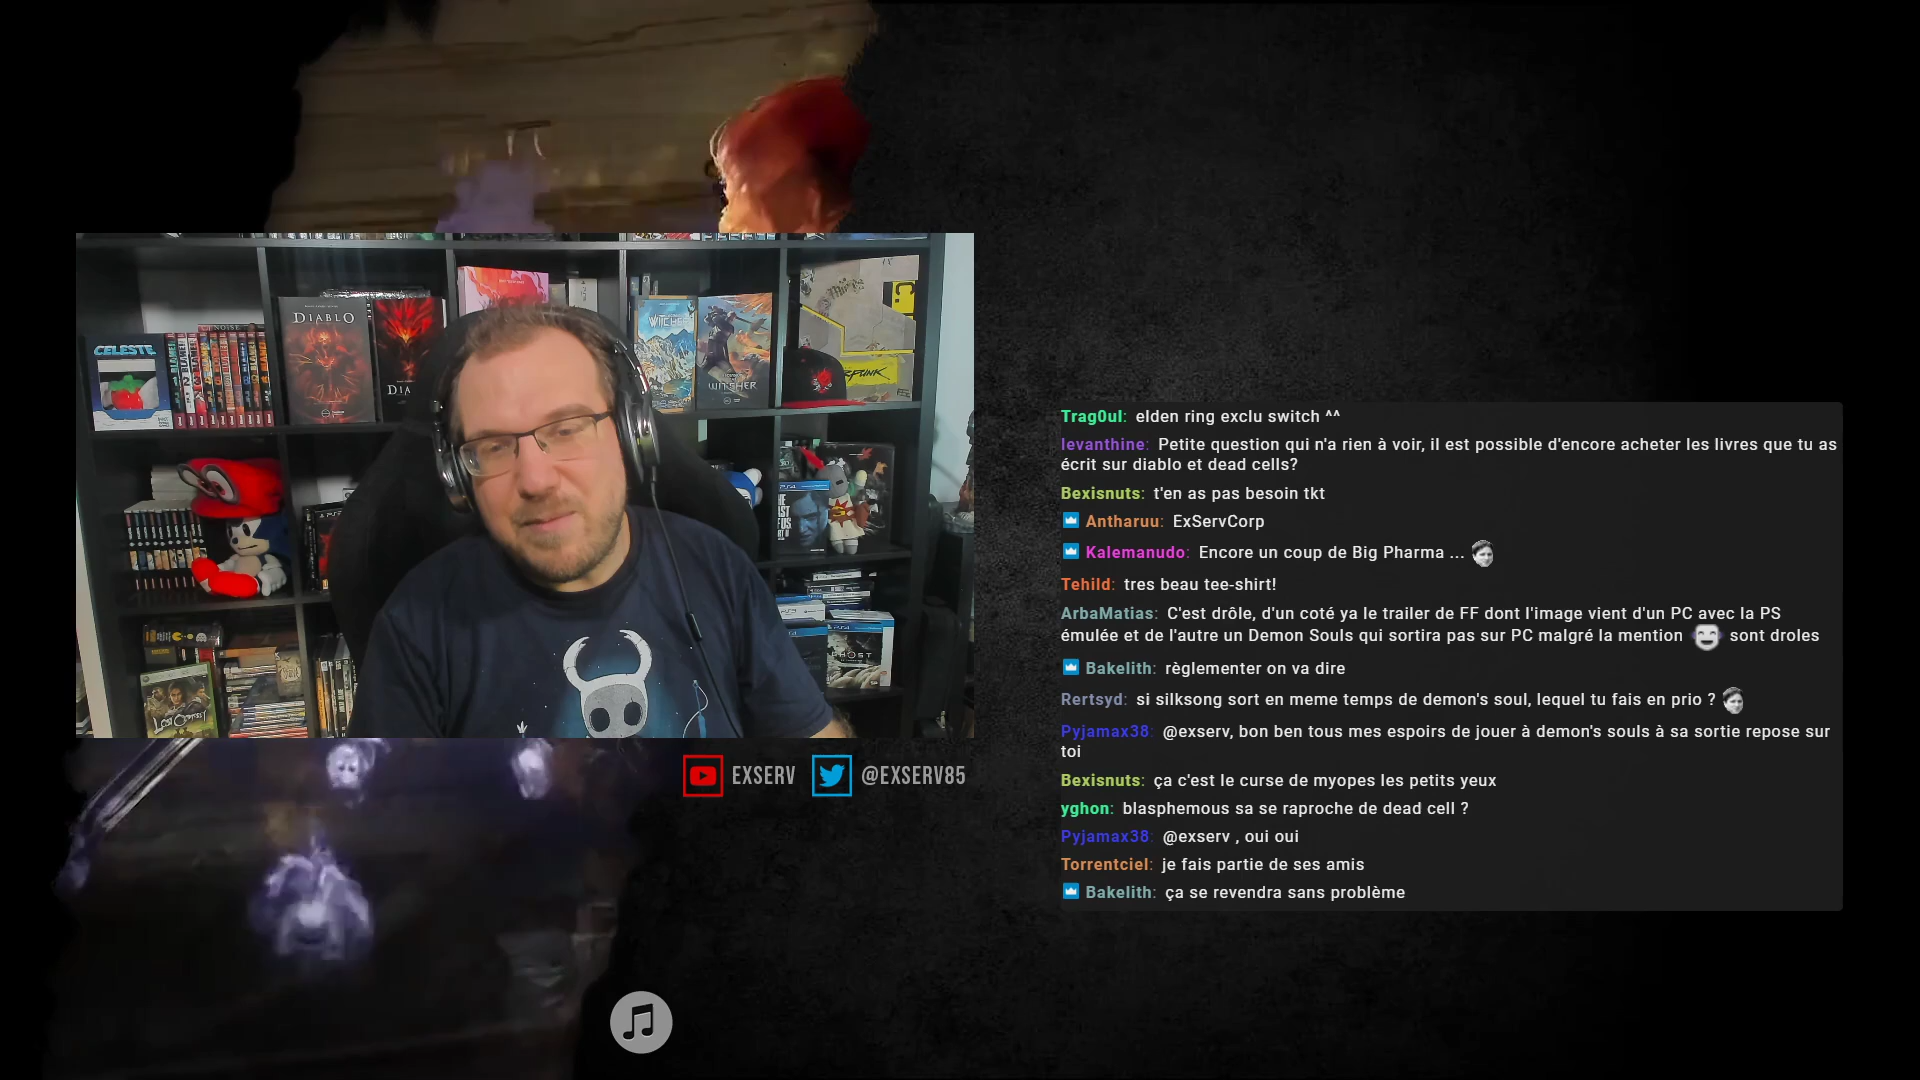 CELESTE
NOISE
DIABLO
DIA
WITCHER
WITCHER
PS4
GHOST
LOST ODYSSEY
EXSERV
@EXSERV85
Trag0ul: elden ring exclu switch ^^
levanthine: Petite question qui n'a rien à voir, il est possible d'encore acheter les livres que tu as
écrit sur diablo et dead cells?
Bexisnuts: t'en as pas besoin tkt
Antharuu: ExServCorp
Kalemanudo: Encore un coup de Big Pharma ...
Tehild: tres beau tee-shirt!
ArbaMatias: C'est drôle, d'un coté ya le trailer de FF dont l'image vient d'un PC avec la PS
émulée et de l'autre un Demon Souls qui sortira pas sur PC malgré la mention sont droles
Bakelith: règlementer on va dire
Rertsyd: si silksong sort en meme temps de demon's soul, lequel tu fais en prio ?
Pyjamax38: @exserv, bon ben tous mes espoirs de jouer à demon's souls à sa sortie repose sur
toi
Bexisnuts: ça c'est le curse de myopes les petits yeux
yghon: blasphemous sa se raproche de dead cell ?
Pyjamax38: @exserv , oui oui
Torrentciel: je fais partie de ses amis
Bakelith: ça se revendra sans problème